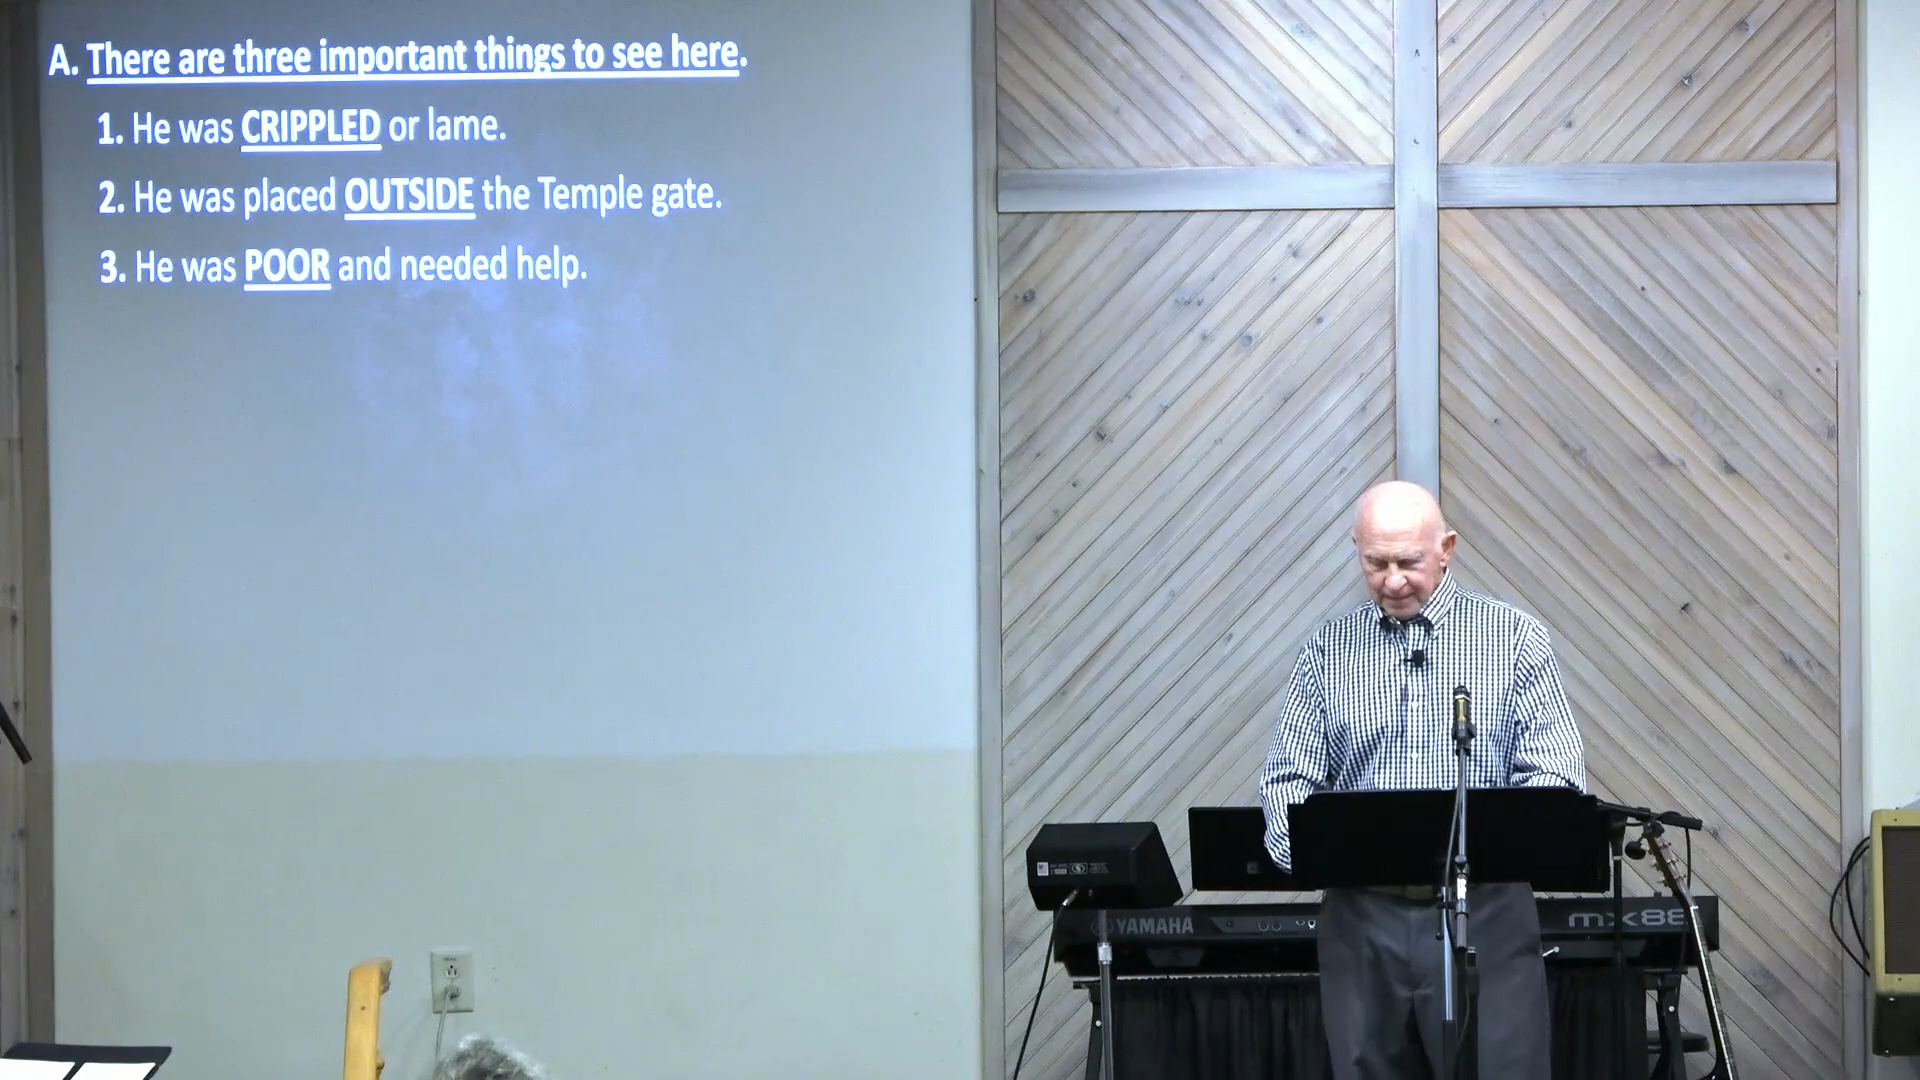 A. There are three important things to see here.
1. He was CRIPPLED or lame.
2. He was placed OUTSIDE the Temple gate.
3. He was POOR and needed help.
YAMAHA
mx88